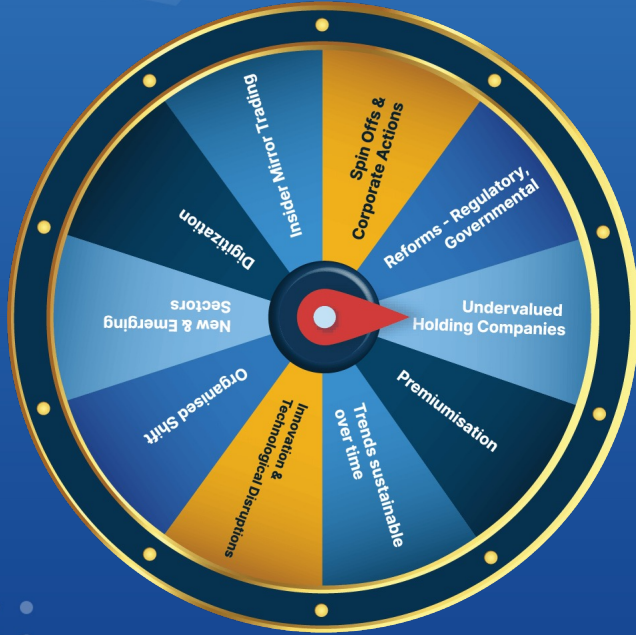 Spin Offs &
Corporate Actions
Reforms - Regulatory,
Governmental
Undervalued
Holding Companies
Premiumisation
Trends sustainable
over time
Innovation &
Technological Disruptions
Organised Shift
New & Emerging
Sectors
Digitization
Insider Mirror Trading